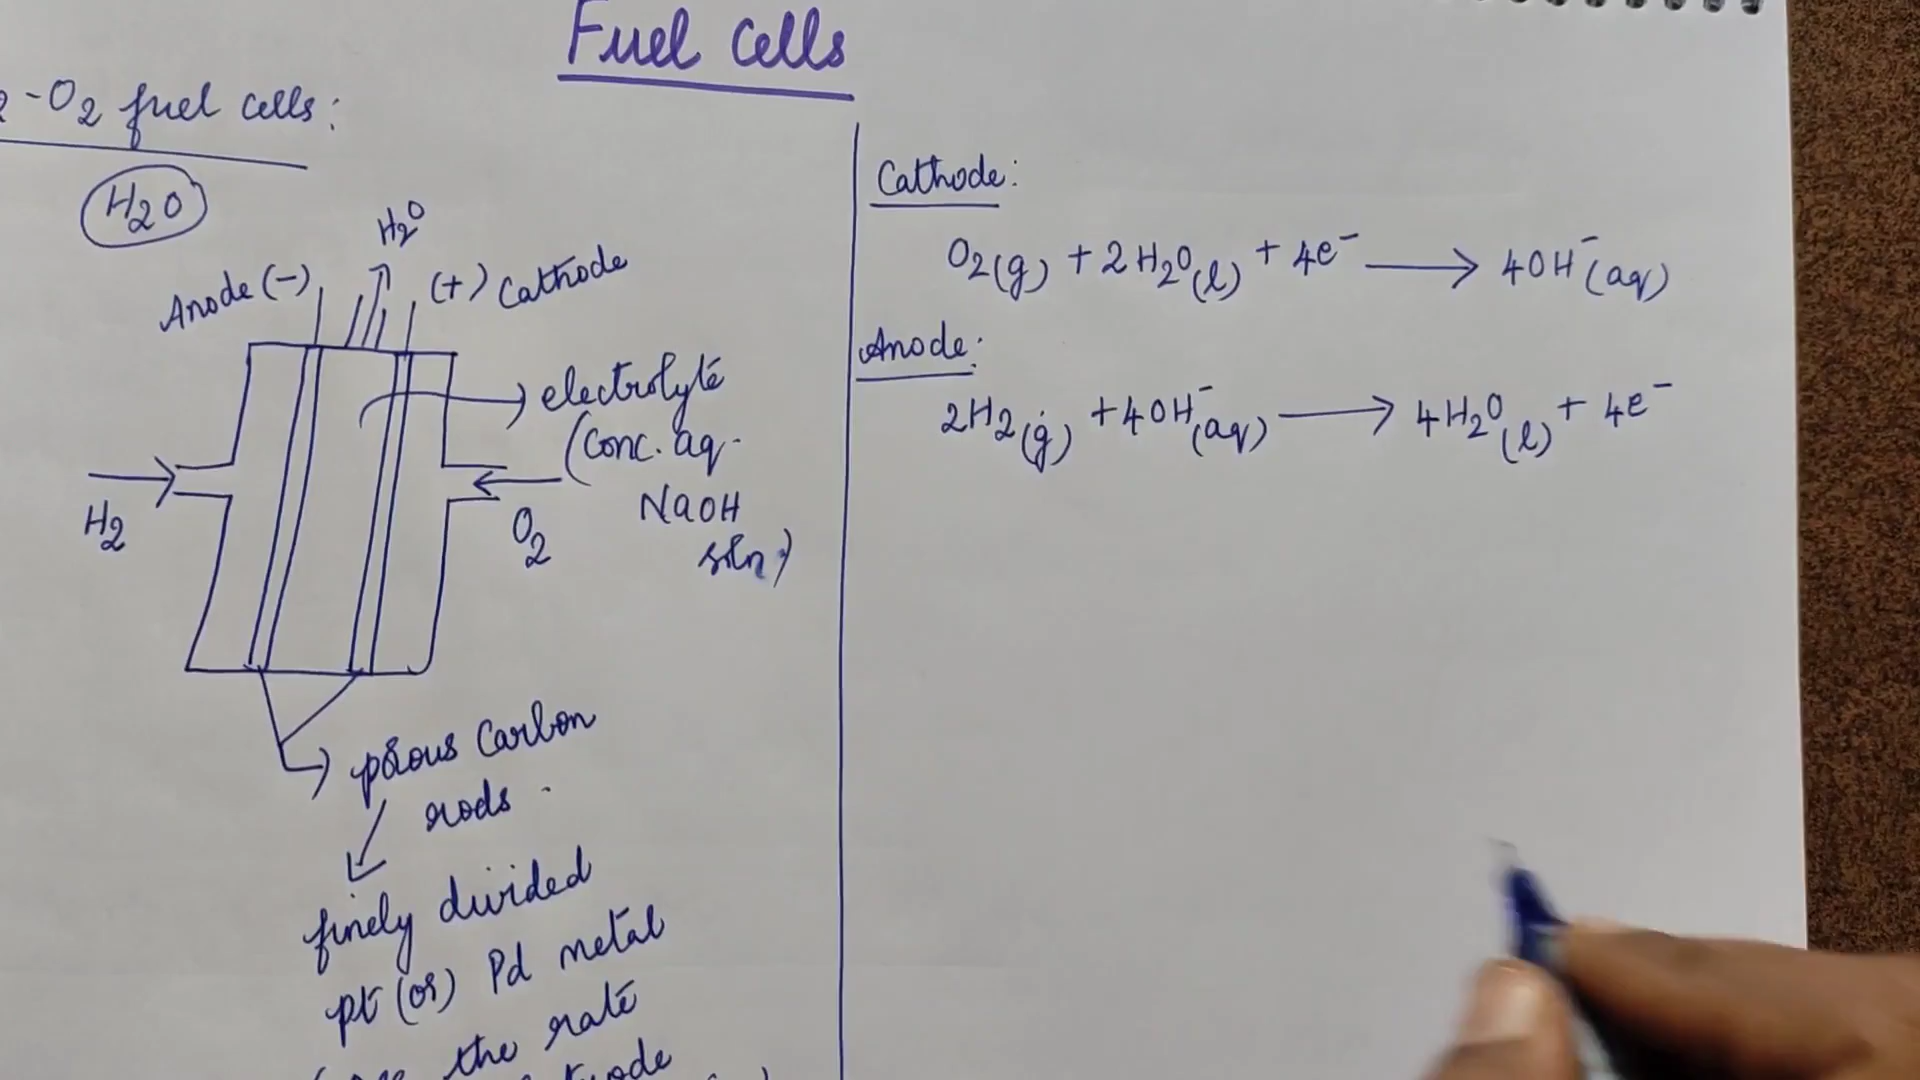 Fuel Cells
2-O2 fuel cells:
H2O
H2O
Anode (-)
(+) Cathode
electrolyte
(Conc. aq.
NaOH
soln)
H2
O2
porous Carbon
rods.
finely divided
pt (or) Pd metal
the rate
Cathode:
O2(g) + 2H2O(l) + 4e⁻ ⟶ 4OH⁻(aq)
Anode:
2H2(g) + 4OH⁻(aq) ⟶ 4H2O(l) + 4e⁻